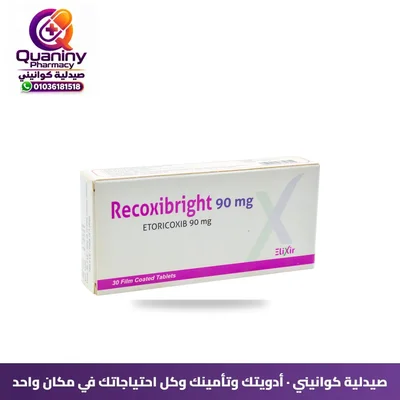 Quaniny
Pharmacy
صيدلية كوانيني
01036181518
Recoxibright 90 mg
ETORICOXIB 90 mg
EliXir
30 Film Coated Tablets
صيدلية كوانيني - أدويتك وتأمينك وكل احتياجاتك في مكان واحد